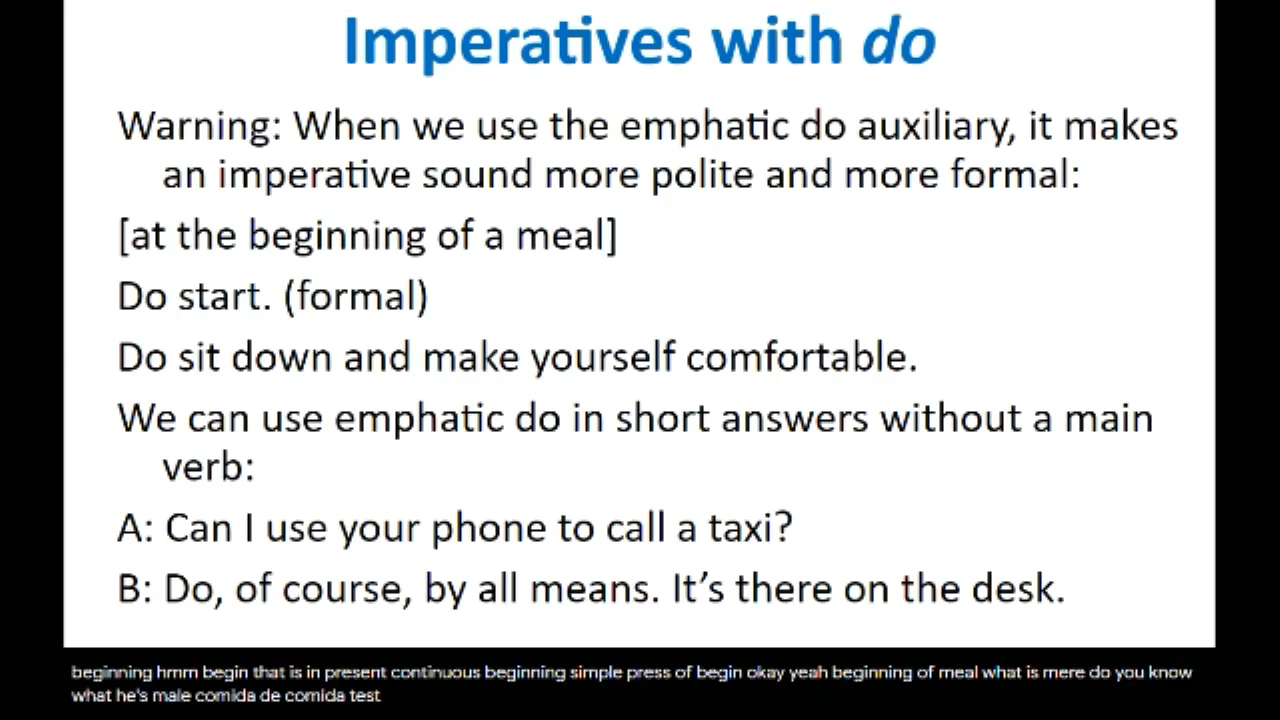 Imperatives with do
Warning: When we use the emphatic do auxiliary, it makes
an imperative sound more polite and more formal:
[at the beginning of a meal]
Do start. (formal)
Do sit down and make yourself comfortable.
We can use emphatic do in short answers without a main
verb:
A: Can I use your phone to call a taxi?
B: Do, of course, by all means. It’s there on the desk.
beginning hmm begin that is in present continuous beginning simple press of begin okay yeah beginning of meal what is mere do you know
what he's male comida de comida test